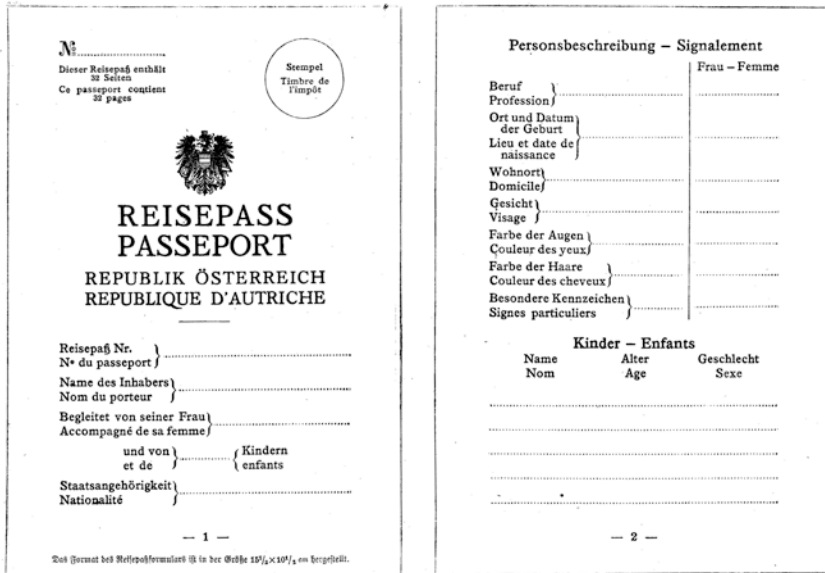 №
Dieser Reisepaß enthält
32 Seiten
Ce passeport contient
32 pages
Stempel
Timbre de
l'impôt
REISEPASS
PASSEPORT
REPUBLIK ÖSTERREICH
REPUBLIQUE D'AUTRICHE
Reisepaß Nr.
N° du passeport
Name des Inhabers
Nom du porteur
Begleitet von seiner Frau
Accompagné de sa femme
und von Kindern
et de enfants
Staatsangehörigkeit
Nationalité
— 1 —
Das Format des Reisepaßformulars ist in der Größe 15½×10½ cm hergestellt.
Personsbeschreibung – Signalement
Frau – Femme
Beruf
Profession
Ort und Datum
der Geburt
Lieu et date de
naissance
Wohnort
Domicile
Gesicht
Visage
Farbe der Augen
Couleur des yeux
Farbe der Haare
Couleur des cheveux
Besondere Kennzeichen
Signes particuliers
Kinder – Enfants
Name Alter Geschlecht
Nom Age Sexe
— 2 —